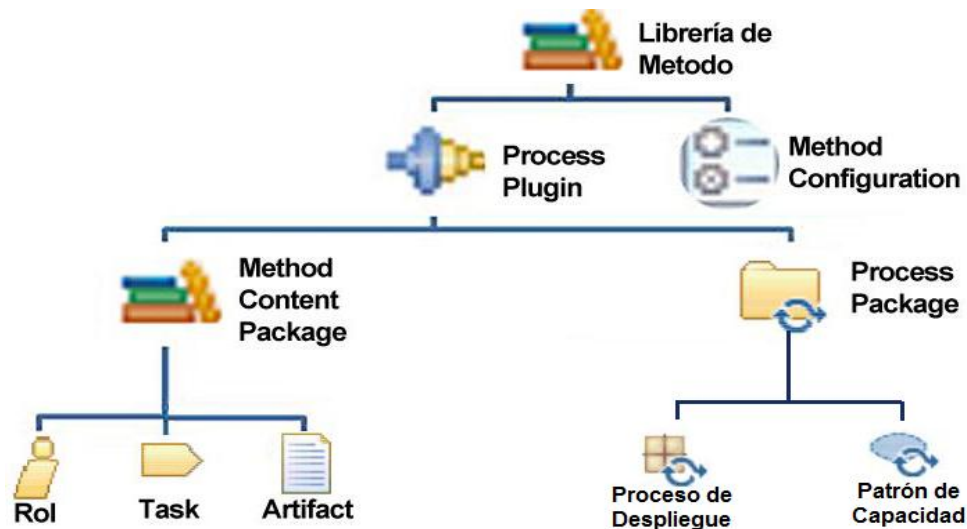 Librería de
Metodo
Process
Plugin
Method
Configuration
Method
Content
Package
Process
Package
Rol
Task
Artifact
Proceso de
Despliegue
Patrón de
Capacidad